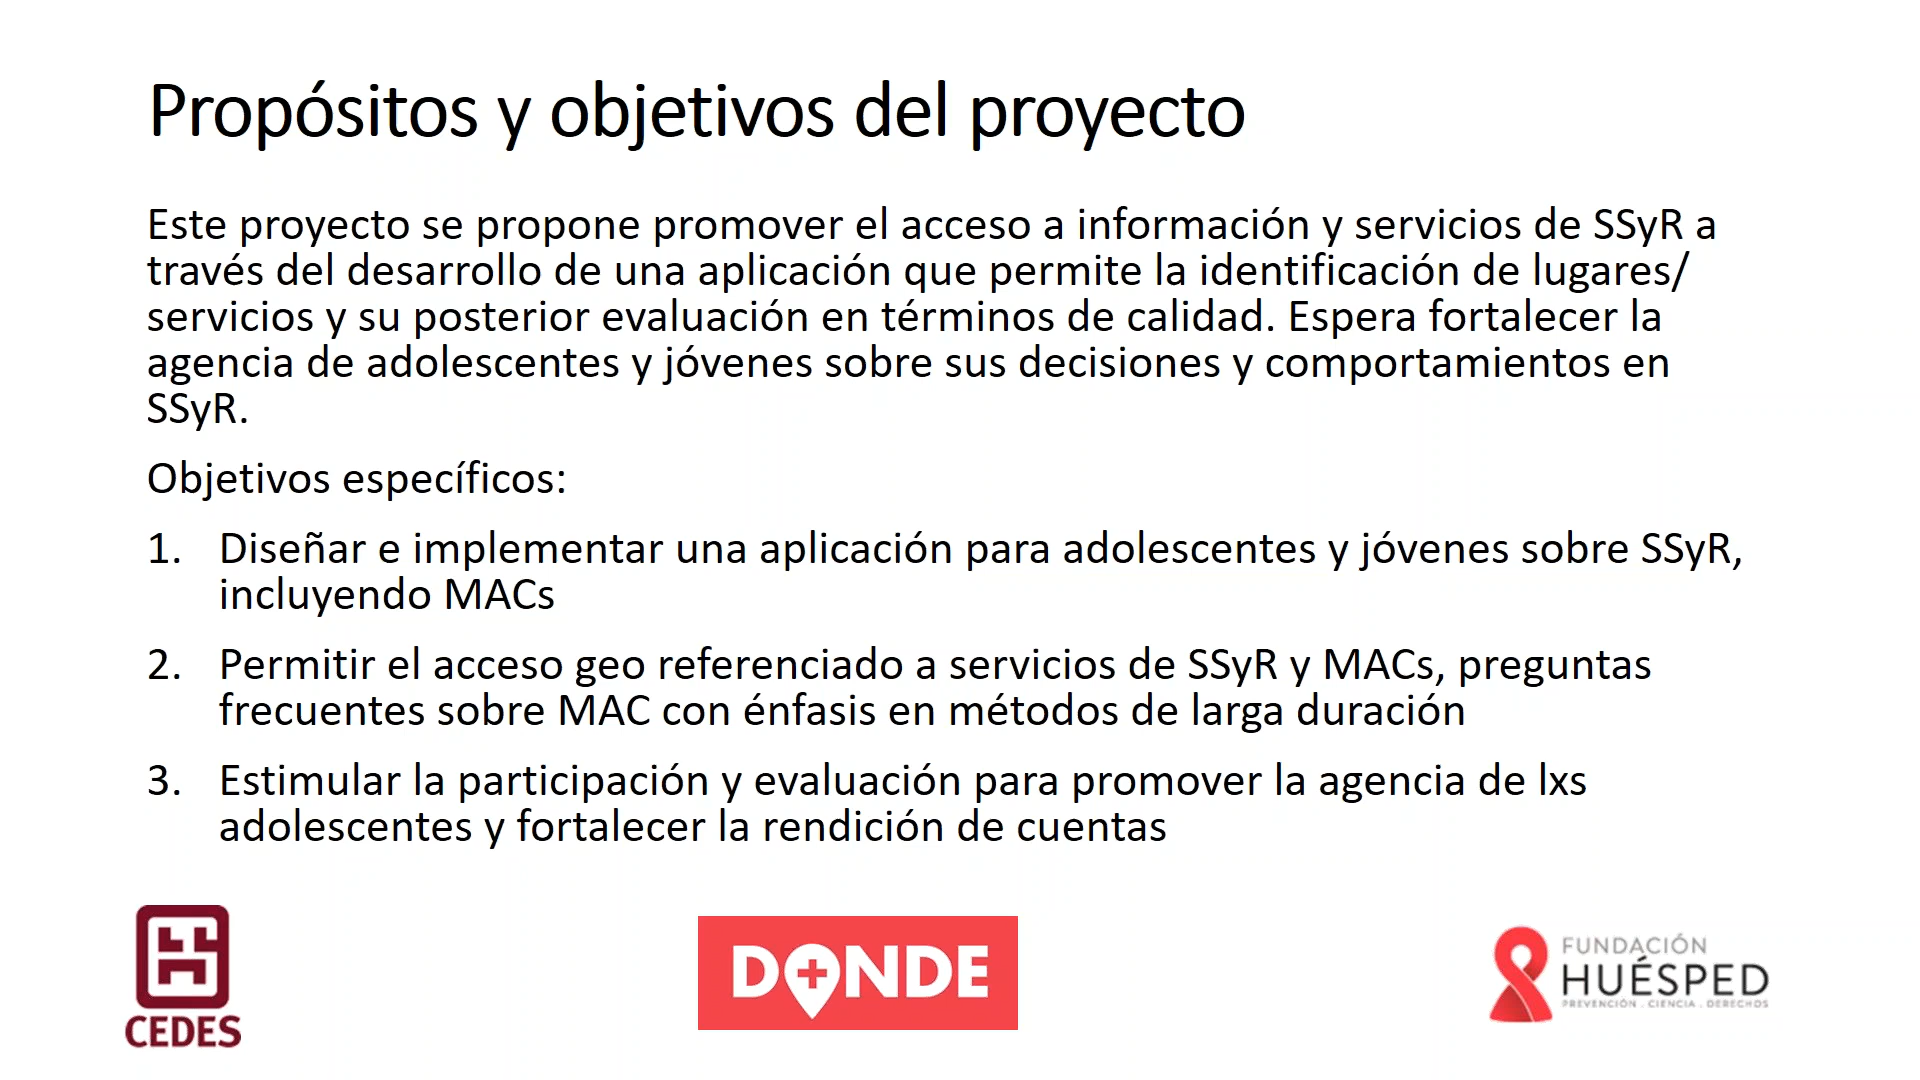 Propósitos y objetivos del proyecto
Este proyecto se propone promover el acceso a información y servicios de SSyR a
través del desarrollo de una aplicación que permite la identificación de lugares/
servicios y su posterior evaluación en términos de calidad. Espera fortalecer la
agencia de adolescentes y jóvenes sobre sus decisiones y comportamientos en
SSyR.
Objetivos específicos:
1. Diseñar e implementar una aplicación para adolescentes y jóvenes sobre SSyR,
incluyendo MACs
2. Permitir el acceso geo referenciado a servicios de SSyR y MACs, preguntas
frecuentes sobre MAC con énfasis en métodos de larga duración
3. Estimular la participación y evaluación para promover la agencia de lxs
adolescentes y fortalecer la rendición de cuentas
CEDES
DONDE
FUNDACIÓN
HUÉSPED
PREVENCIÓN . CIENCIA . DERECHOS